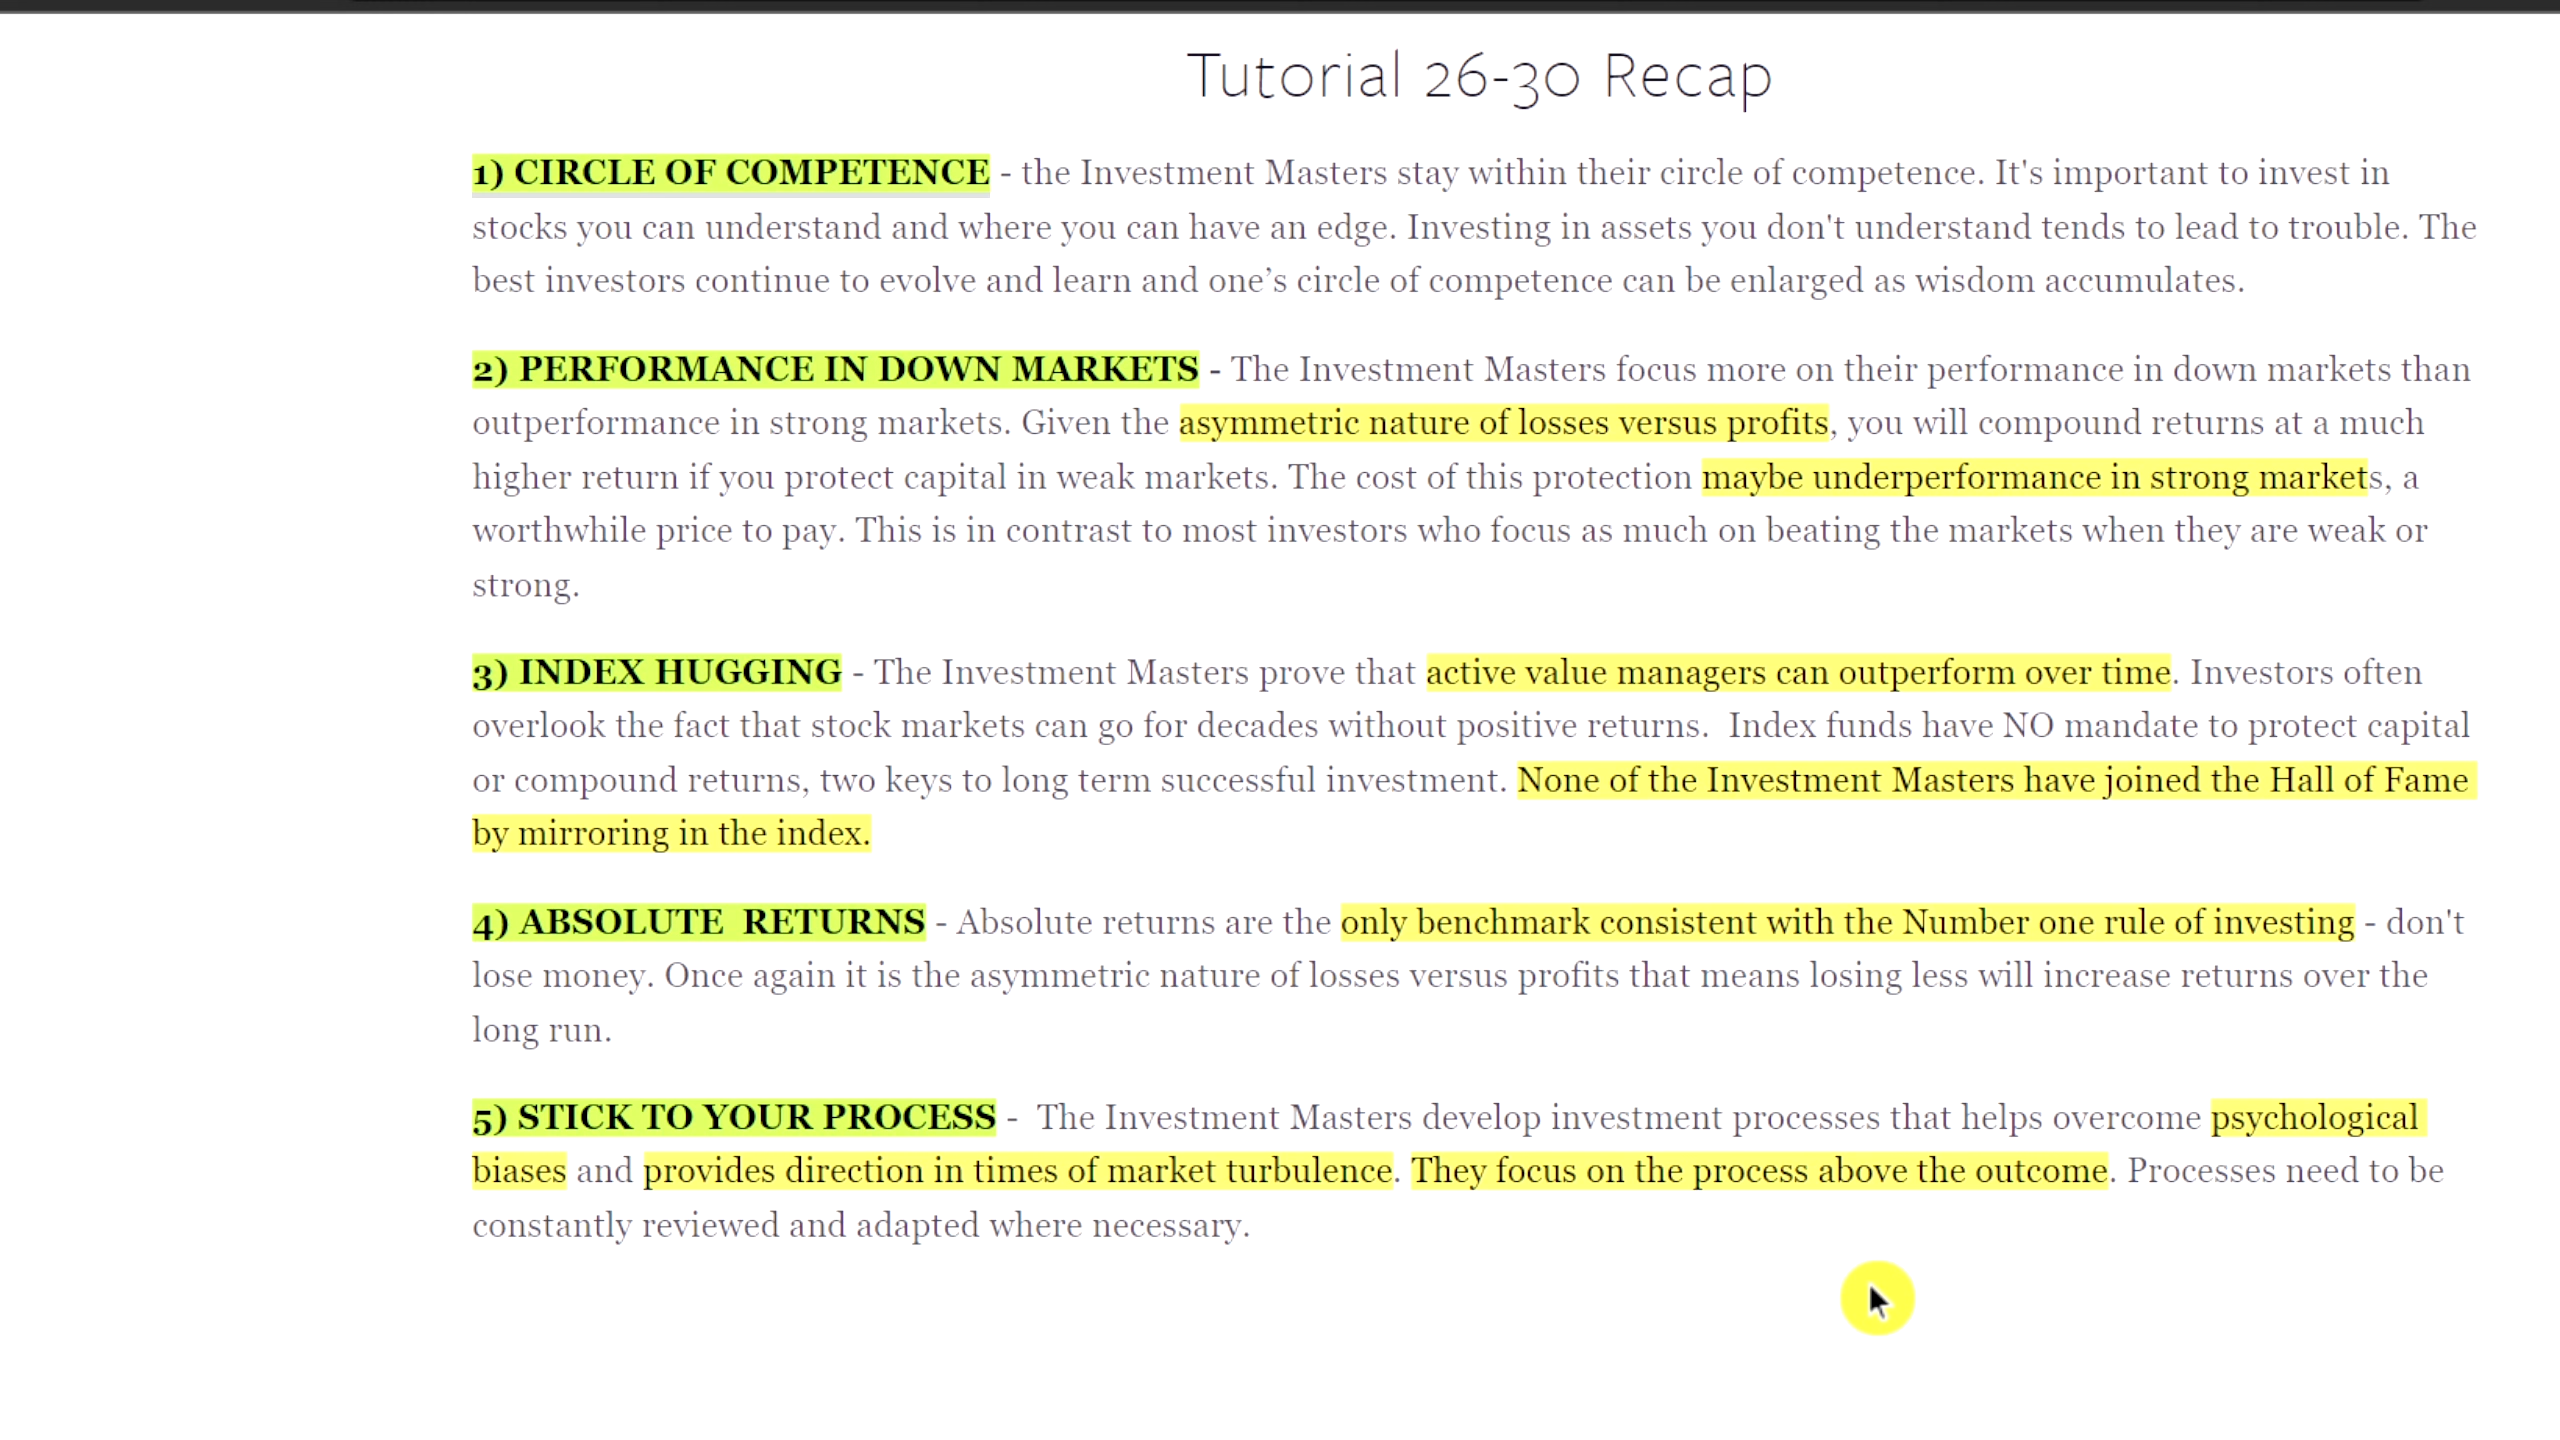 Tutorial 26-30 Recap
1) CIRCLE OF COMPETENCE - the Investment Masters stay within their circle of competence. It's important to invest in
stocks you can understand and where you can have an edge. Investing in assets you don't understand tends to lead to trouble. The
best investors continue to evolve and learn and one’s circle of competence can be enlarged as wisdom accumulates.
2) PERFORMANCE IN DOWN MARKETS - The Investment Masters focus more on their performance in down markets than
outperformance in strong markets. Given the asymmetric nature of losses versus profits, you will compound returns at a much
higher return if you protect capital in weak markets. The cost of this protection maybe underperformance in strong markets, a
worthwhile price to pay. This is in contrast to most investors who focus as much on beating the markets when they are weak or
strong.
3) INDEX HUGGING - The Investment Masters prove that active value managers can outperform over time. Investors often
overlook the fact that stock markets can go for decades without positive returns.  Index funds have NO mandate to protect capital
or compound returns, two keys to long term successful investment. None of the Investment Masters have joined the Hall of Fame
by mirroring in the index.
4) ABSOLUTE  RETURNS - Absolute returns are the only benchmark consistent with the Number one rule of investing - don't
lose money. Once again it is the asymmetric nature of losses versus profits that means losing less will increase returns over the
long run.
5) STICK TO YOUR PROCESS -  The Investment Masters develop investment processes that helps overcome psychological
biases and provides direction in times of market turbulence. They focus on the process above the outcome. Processes need to be
constantly reviewed and adapted where necessary.